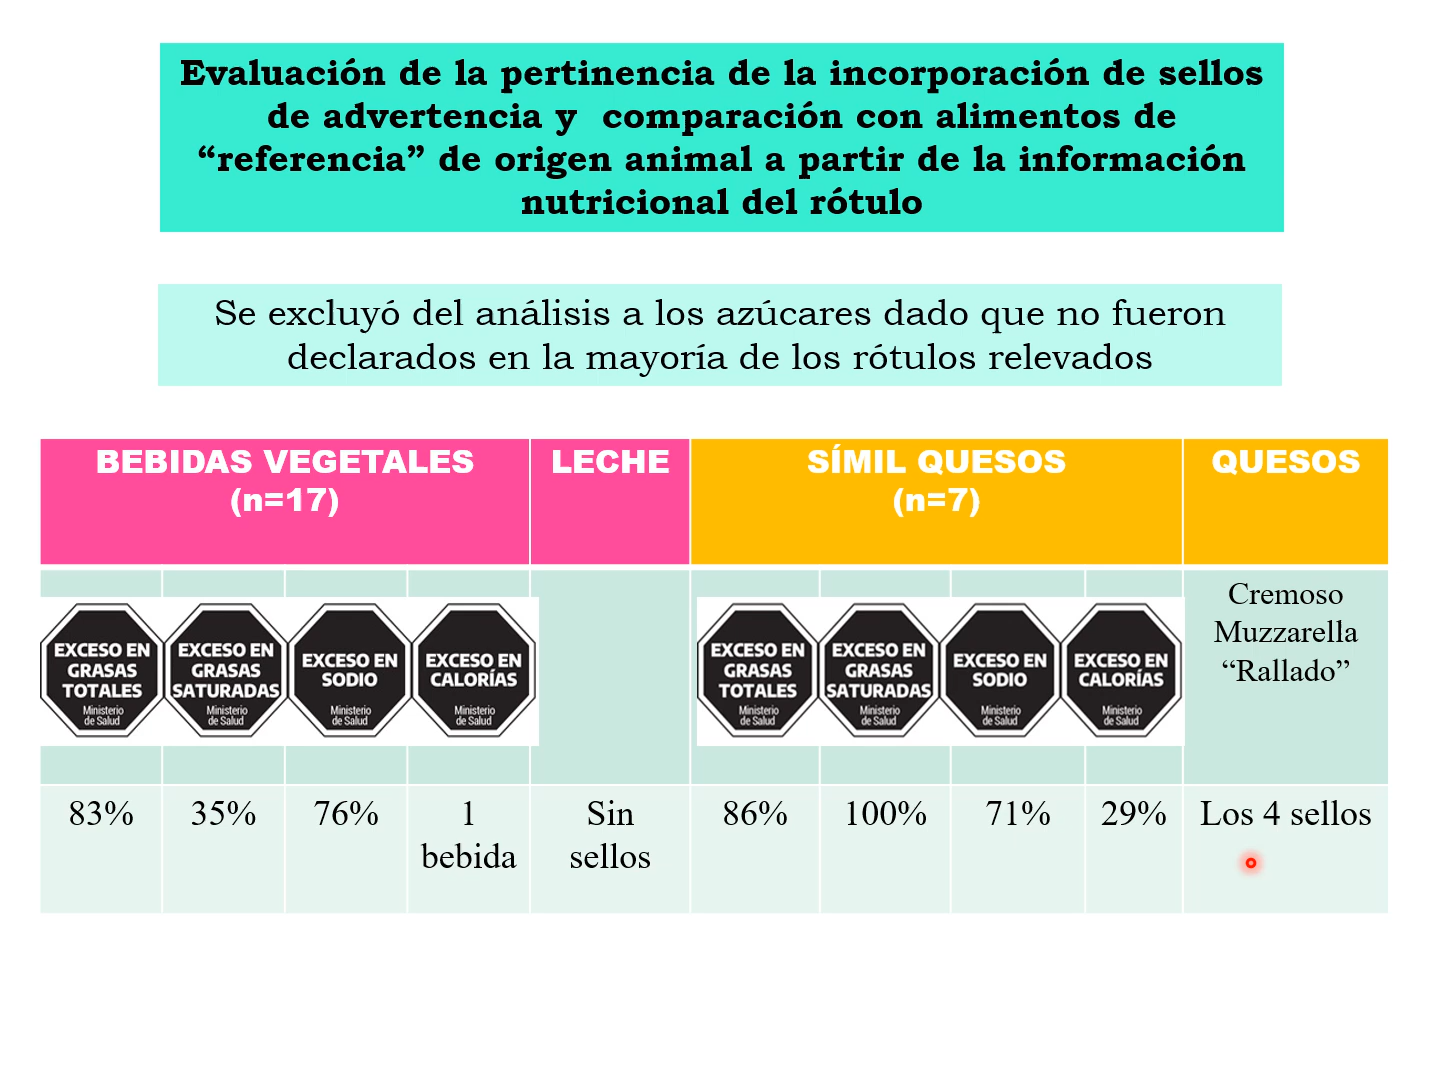 Evaluación de la pertinencia de la incorporación de sellos
de advertencia y comparación con alimentos de
“referencia” de origen animal a partir de la información
nutricional del rótulo
Se excluyó del análisis a los azúcares dado que no fueron
declarados en la mayoría de los rótulos relevados
BEBIDAS VEGETALES
(n=17)
LECHE
SÍMIL QUESOS
(n=7)
QUESOS
EXCESO EN
GRASAS
TOTALES
Ministerio
de Salud
EXCESO EN
GRASAS
SATURADAS
Ministerio
de Salud
EXCESO EN
SODIO
Ministerio
de Salud
EXCESO EN
CALORÍAS
Ministerio
de Salud
EXCESO EN
GRASAS
TOTALES
Ministerio
de Salud
EXCESO EN
GRASAS
SATURADAS
Ministerio
de Salud
EXCESO EN
SODIO
Ministerio
de Salud
EXCESO EN
CALORÍAS
Ministerio
de Salud
Cremoso
Muzzarella
“Rallado”
83%
35%
76%
1
bebida
Sin
sellos
86%
100%
71%
29%
Los 4 sellos